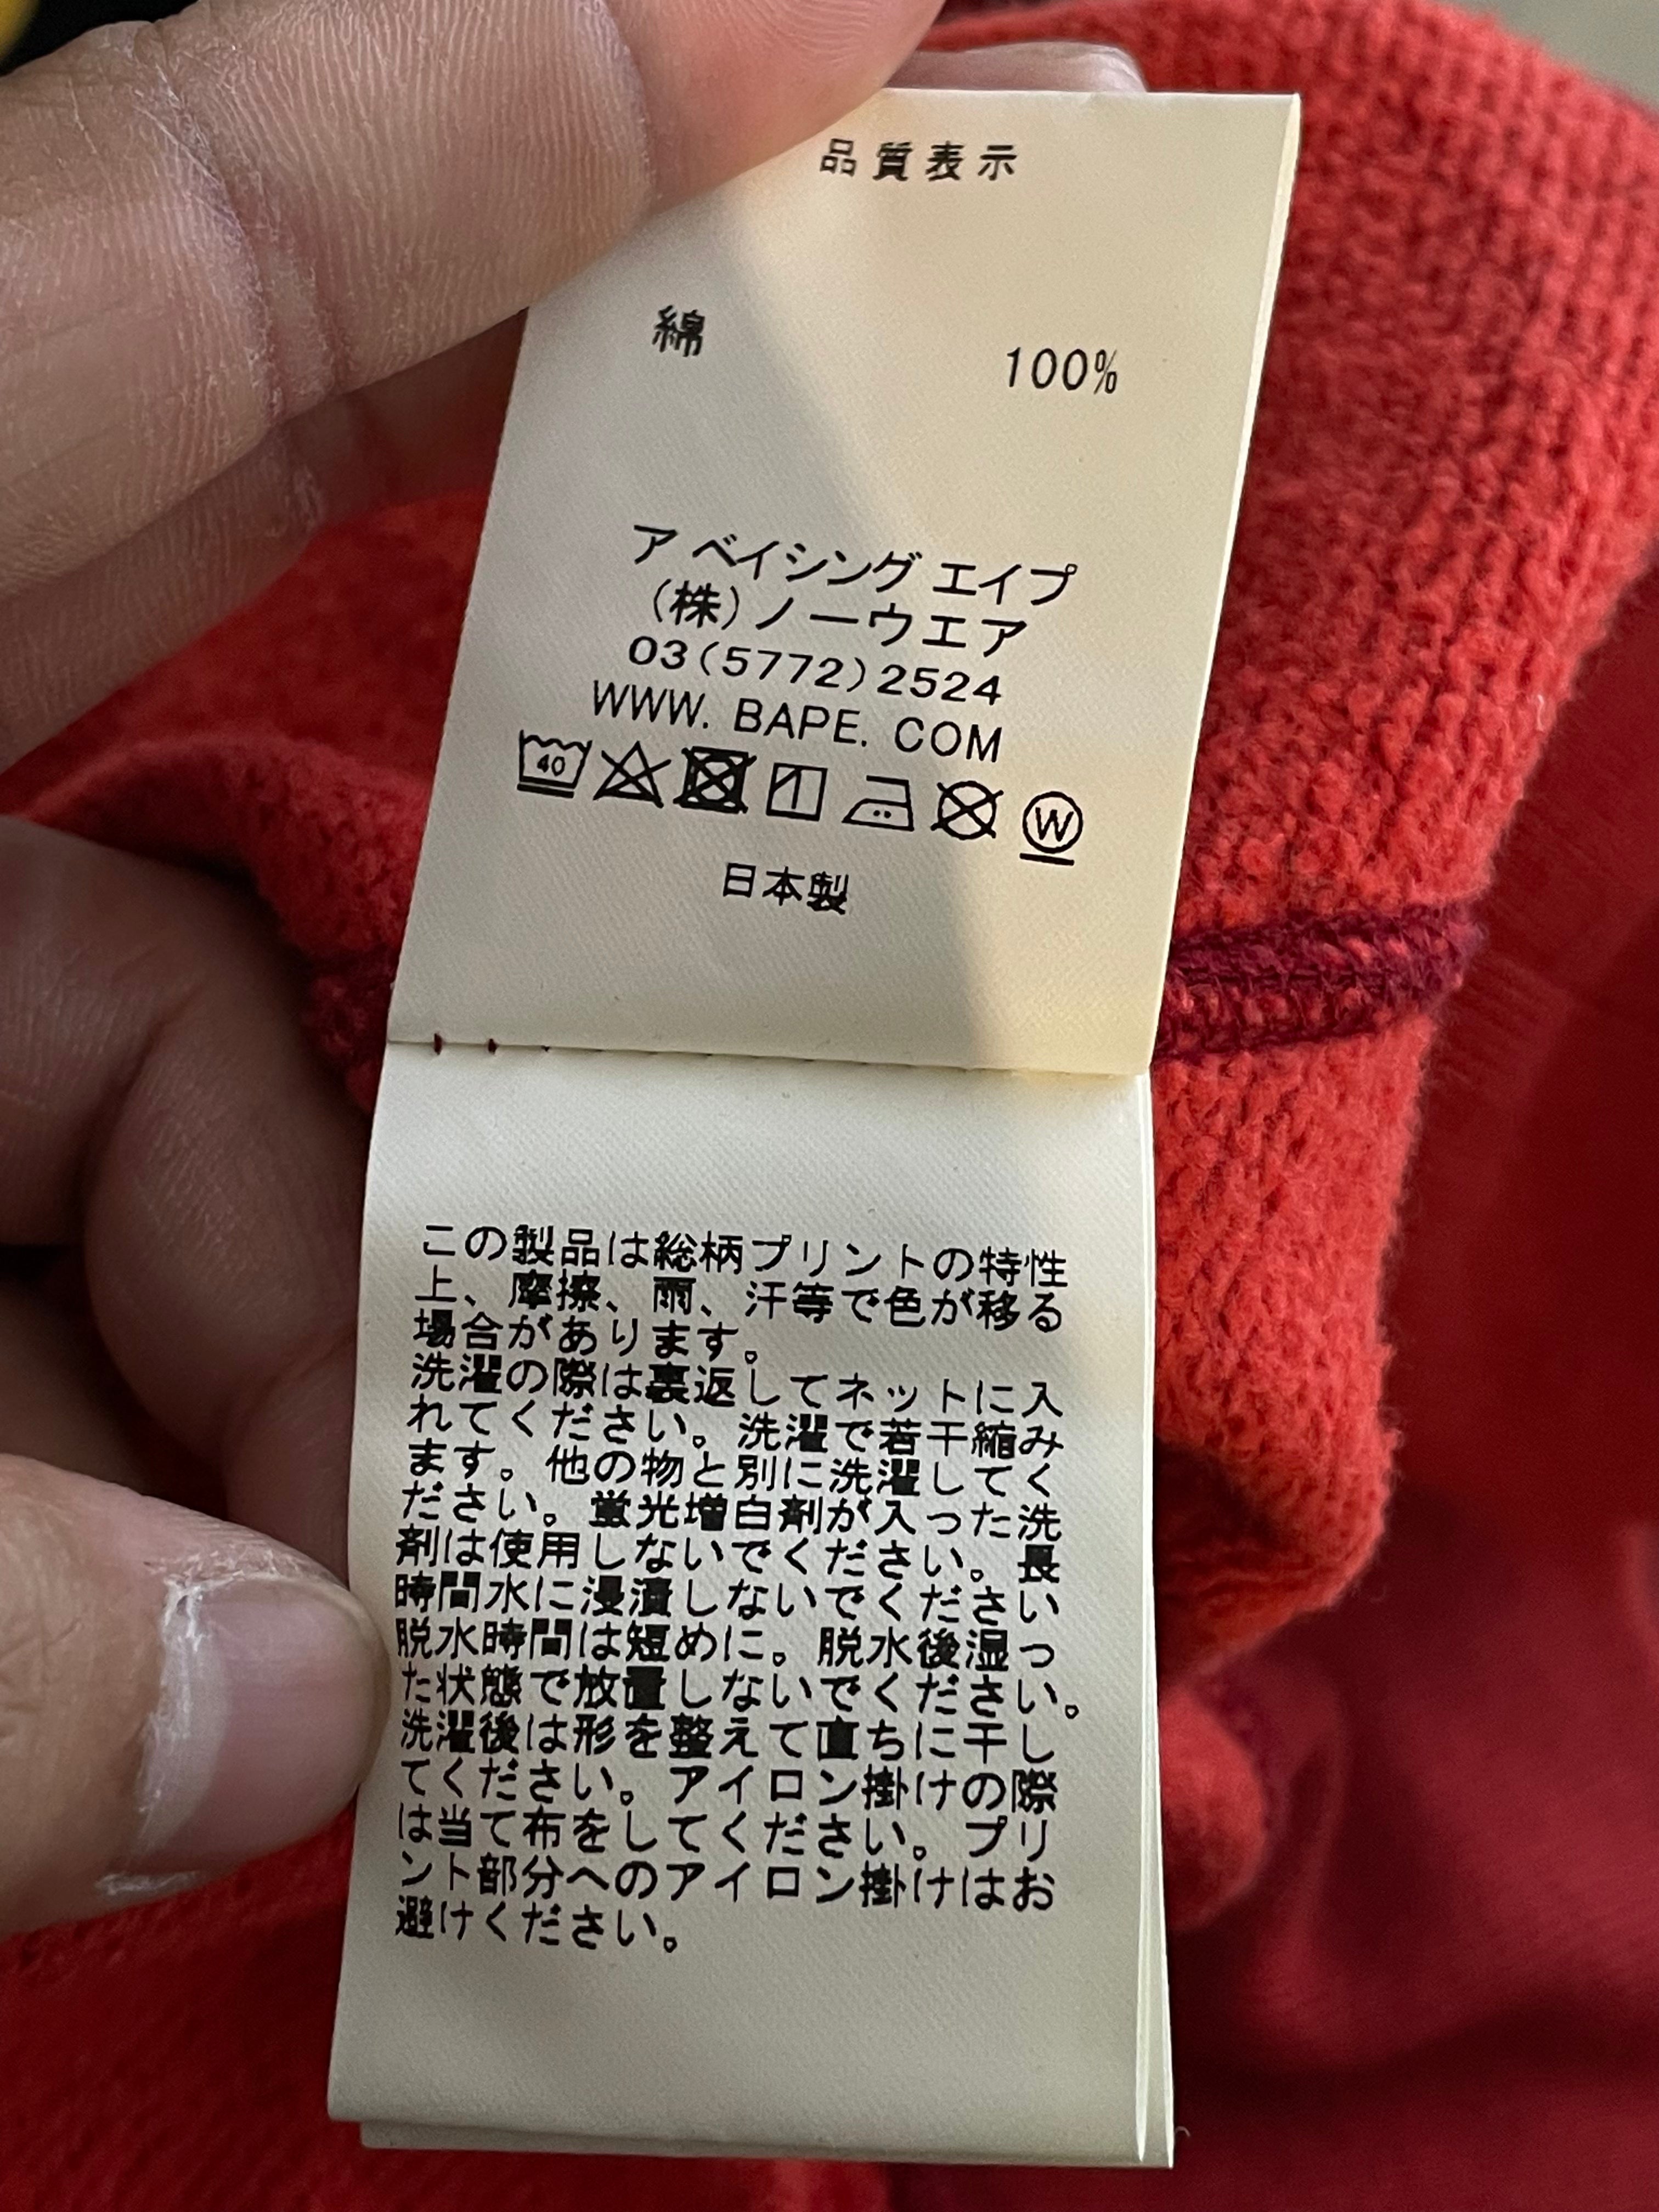 品質表示
綿
100%
ア ベイシング エイプ
(株)ノーウエア
03(5772)2524
WWW. BAPE. COM
40
W
日本製
この製品は総柄プリントの特性
上、摩擦、雨、汗等で色が移る
場合があります。
洗濯の際は裏返してネットに入
れてください。洗濯で若干縮み
ます。他の物と別に洗濯してく
ださい。蛍光増白剤が入った洗
剤は使用しないでください。長
時間水に浸漬しないでください
脱水時間は短めに。脱水後湿っ
た状態で放置しないでください。
洗濯後は形を整えて直ちに干し
てください。アイロン掛けの際
は当て布をしてください。プリ
ント部分へのアイロン掛けはお
避けください。